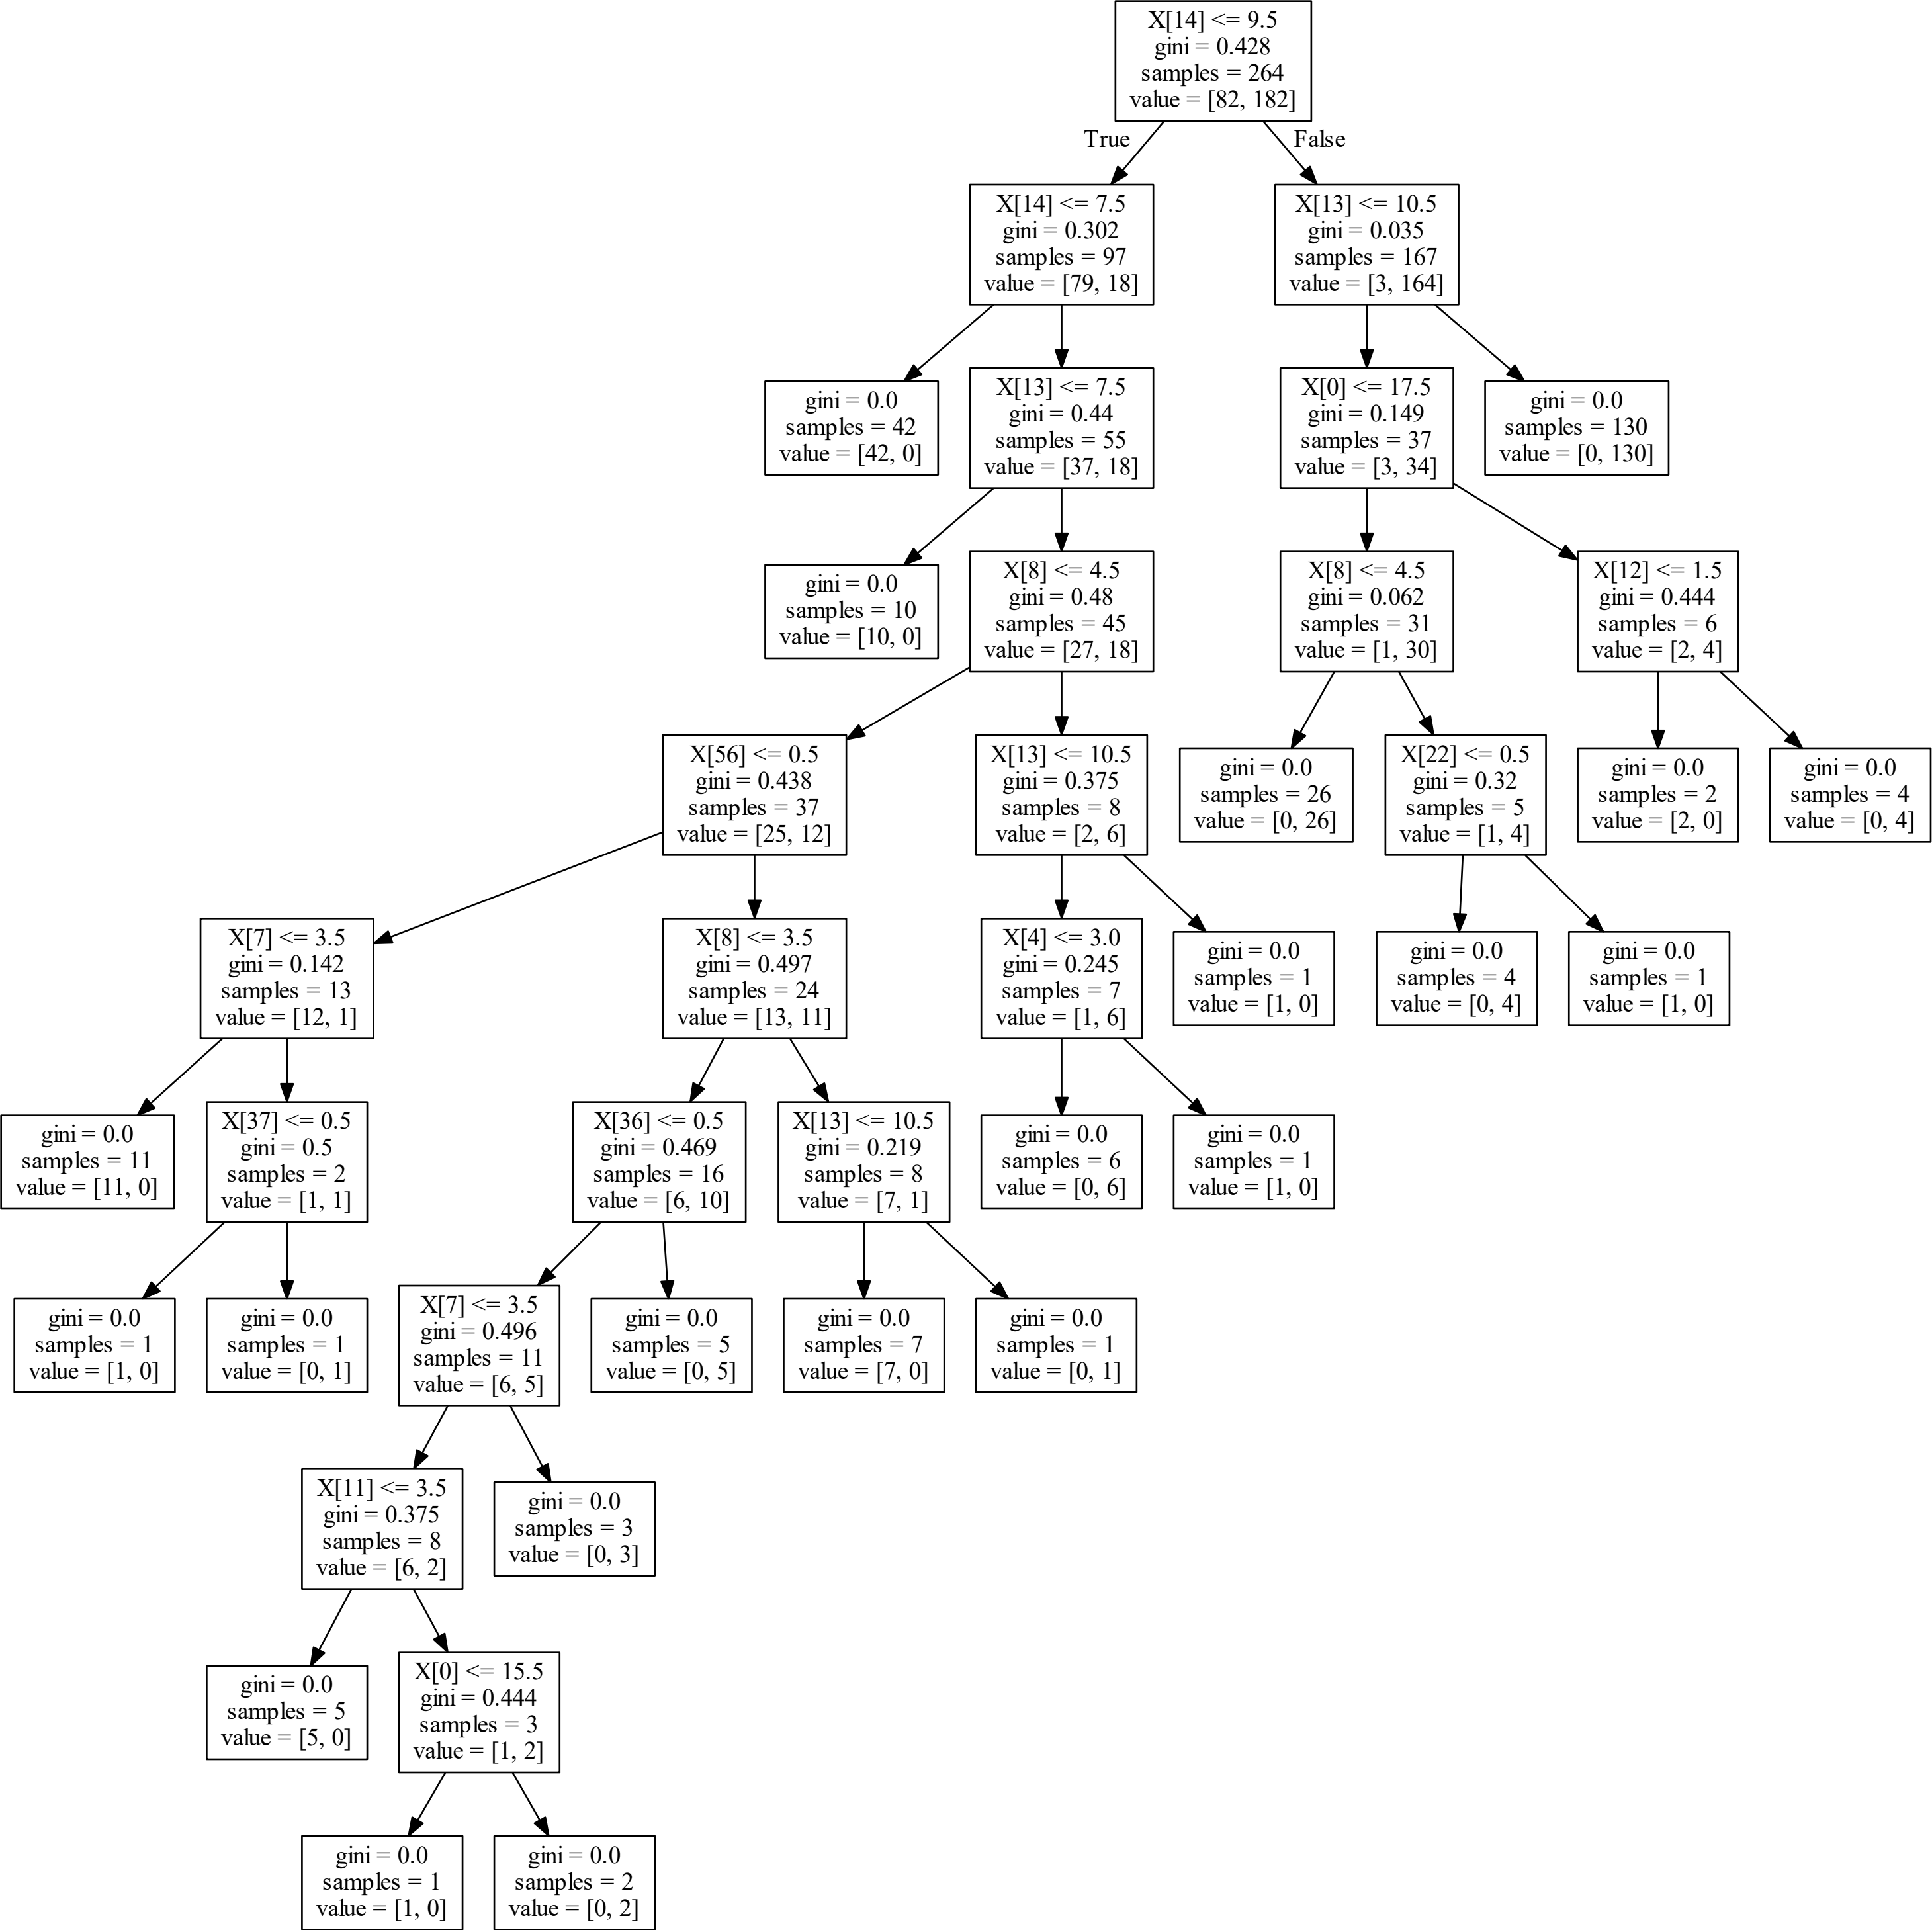 X[14] <= 9.5
gini = 0.428
samples = 264
value = [82, 182]
True
False
X[14] <= 7.5
gini = 0.302
samples = 97
value = [79, 18]
X[13] <= 10.5
gini = 0.035
samples = 167
value = [3, 164]
gini = 0.0
samples = 42
value = [42, 0]
X[13] <= 7.5
gini = 0.44
samples = 55
value = [37, 18]
X[0] <= 17.5
gini = 0.149
samples = 37
value = [3, 34]
gini = 0.0
samples = 130
value = [0, 130]
gini = 0.0
samples = 10
value = [10, 0]
X[8] <= 4.5
gini = 0.48
samples = 45
value = [27, 18]
X[8] <= 4.5
gini = 0.062
samples = 31
value = [1, 30]
X[12] <= 1.5
gini = 0.444
samples = 6
value = [2, 4]
X[56] <= 0.5
gini = 0.438
samples = 37
value = [25, 12]
X[13] <= 10.5
gini = 0.375
samples = 8
value = [2, 6]
gini = 0.0
samples = 26
value = [0, 26]
X[22] <= 0.5
gini = 0.32
samples = 5
value = [1, 4]
gini = 0.0
samples = 2
value = [2, 0]
gini = 0.0
samples = 4
value = [0, 4]
X[7] <= 3.5
gini = 0.142
samples = 13
value = [12, 1]
X[8] <= 3.5
gini = 0.497
samples = 24
value = [13, 11]
X[4] <= 3.0
gini = 0.245
samples = 7
value = [1, 6]
gini = 0.0
samples = 1
value = [1, 0]
gini = 0.0
samples = 4
value = [0, 4]
gini = 0.0
samples = 1
value = [1, 0]
gini = 0.0
samples = 11
value = [11, 0]
X[37] <= 0.5
gini = 0.5
samples = 2
value = [1, 1]
X[36] <= 0.5
gini = 0.469
samples = 16
value = [6, 10]
X[13] <= 10.5
gini = 0.219
samples = 8
value = [7, 1]
gini = 0.0
samples = 6
value = [0, 6]
gini = 0.0
samples = 1
value = [1, 0]
gini = 0.0
samples = 1
value = [1, 0]
gini = 0.0
samples = 1
value = [0, 1]
X[7] <= 3.5
gini = 0.496
samples = 11
value = [6, 5]
gini = 0.0
samples = 5
value = [0, 5]
gini = 0.0
samples = 7
value = [7, 0]
gini = 0.0
samples = 1
value = [0, 1]
X[11] <= 3.5
gini = 0.375
samples = 8
value = [6, 2]
gini = 0.0
samples = 3
value = [0, 3]
gini = 0.0
samples = 5
value = [5, 0]
X[0] <= 15.5
gini = 0.444
samples = 3
value = [1, 2]
gini = 0.0
samples = 1
value = [1, 0]
gini = 0.0
samples = 2
value = [0, 2]